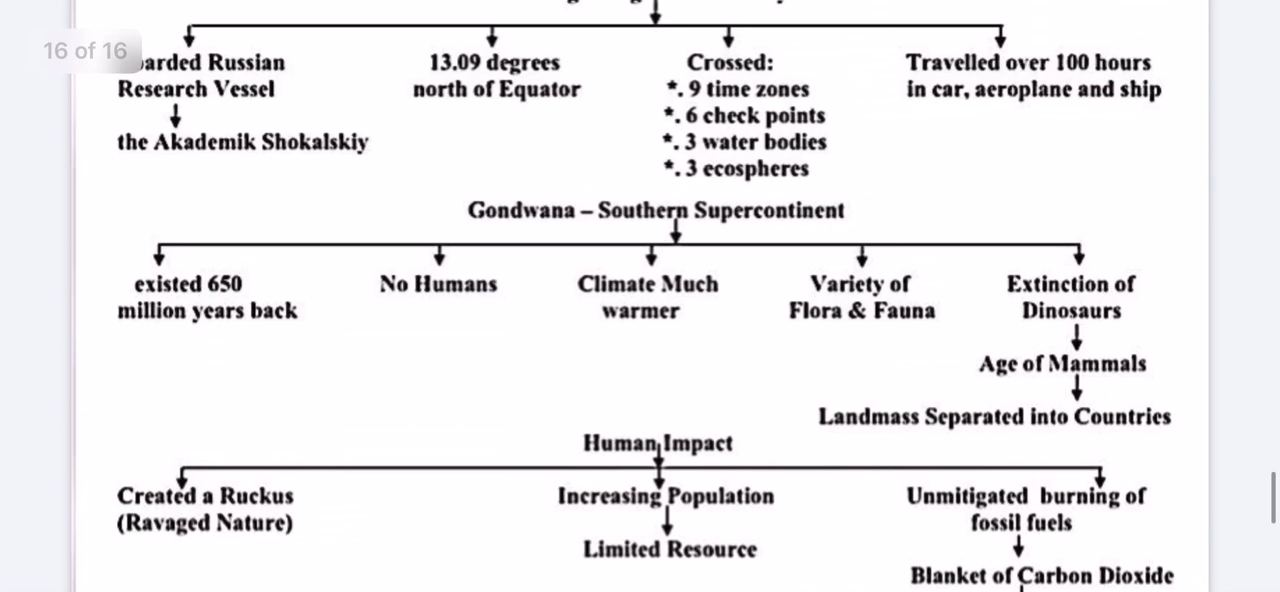 16 of 16
arded Russian
Research Vessel
the Akademik Shokalskiy
13.09 degrees
north of Equator
Crossed:
*. 9 time zones
*. 6 check points
*. 3 water bodies
*. 3 ecospheres
Travelled over 100 hours
in car, aeroplane and ship
Gondwana – Southern Supercontinent
existed 650
million years back
No Humans
Climate Much
warmer
Variety of
Flora & Fauna
Extinction of
Dinosaurs
Age of Mammals
Landmass Separated into Countries
Human Impact
Created a Ruckus
(Ravaged Nature)
Increasing Population
Limited Resource
Unmitigated burning of
fossil fuels
Blanket of Carbon Dioxide